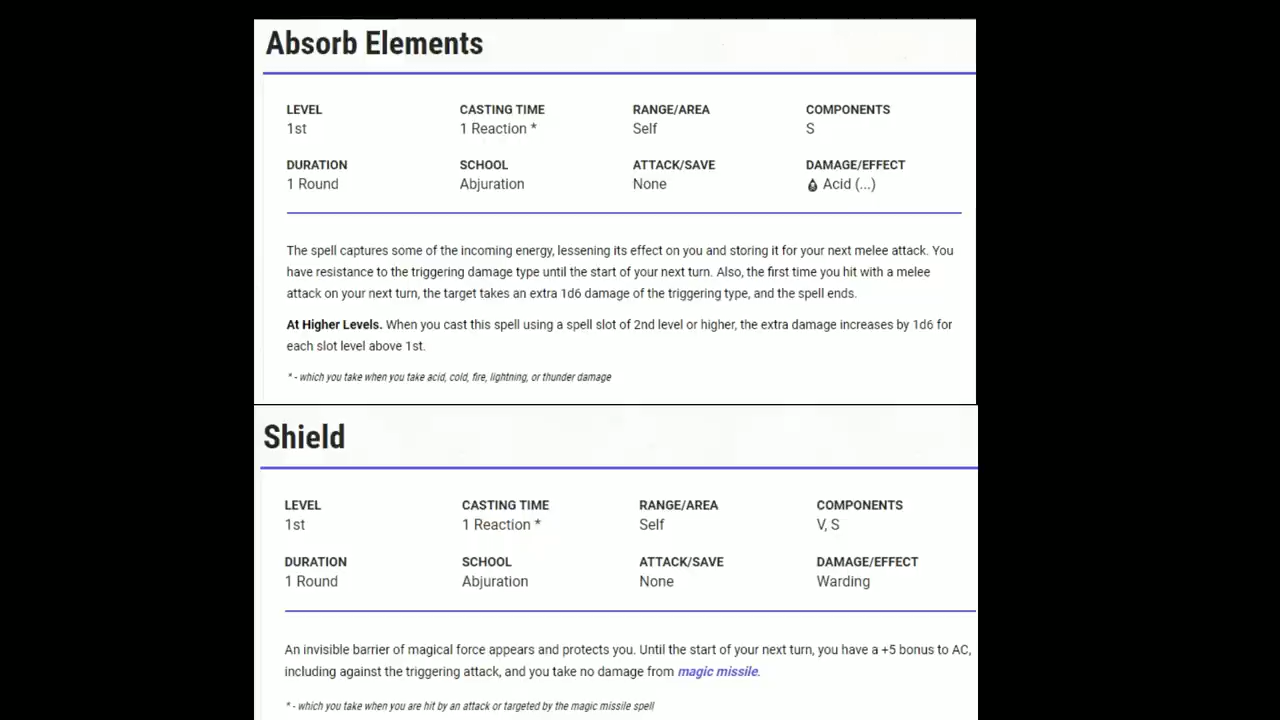 Absorb Elements
LEVEL CASTING TIME RANGE/AREA COMPONENTS
1st 1 Reaction * Self S
DURATION SCHOOL ATTACK/SAVE DAMAGE/EFFECT
1 Round Abjuration None Acid (...)
The spell captures some of the incoming energy, lessening its effect on you and storing it for your next melee attack. You
have resistance to the triggering damage type until the start of your next turn. Also, the first time you hit with a melee
attack on your next turn, the target takes an extra 1d6 damage of the triggering type, and the spell ends.
At Higher Levels. When you cast this spell using a spell slot of 2nd level or higher, the extra damage increases by 1d6 for
each slot level above 1st.
* - which you take when you take acid, cold, fire, lightning, or thunder damage
Shield
LEVEL CASTING TIME RANGE/AREA COMPONENTS
1st 1 Reaction * Self V, S
DURATION SCHOOL ATTACK/SAVE DAMAGE/EFFECT
1 Round Abjuration None Warding
An invisible barrier of magical force appears and protects you. Until the start of your next turn, you have a +5 bonus to AC,
including against the triggering attack, and you take no damage from magic missile.
* - which you take when you are hit by an attack or targeted by the magic missile spell